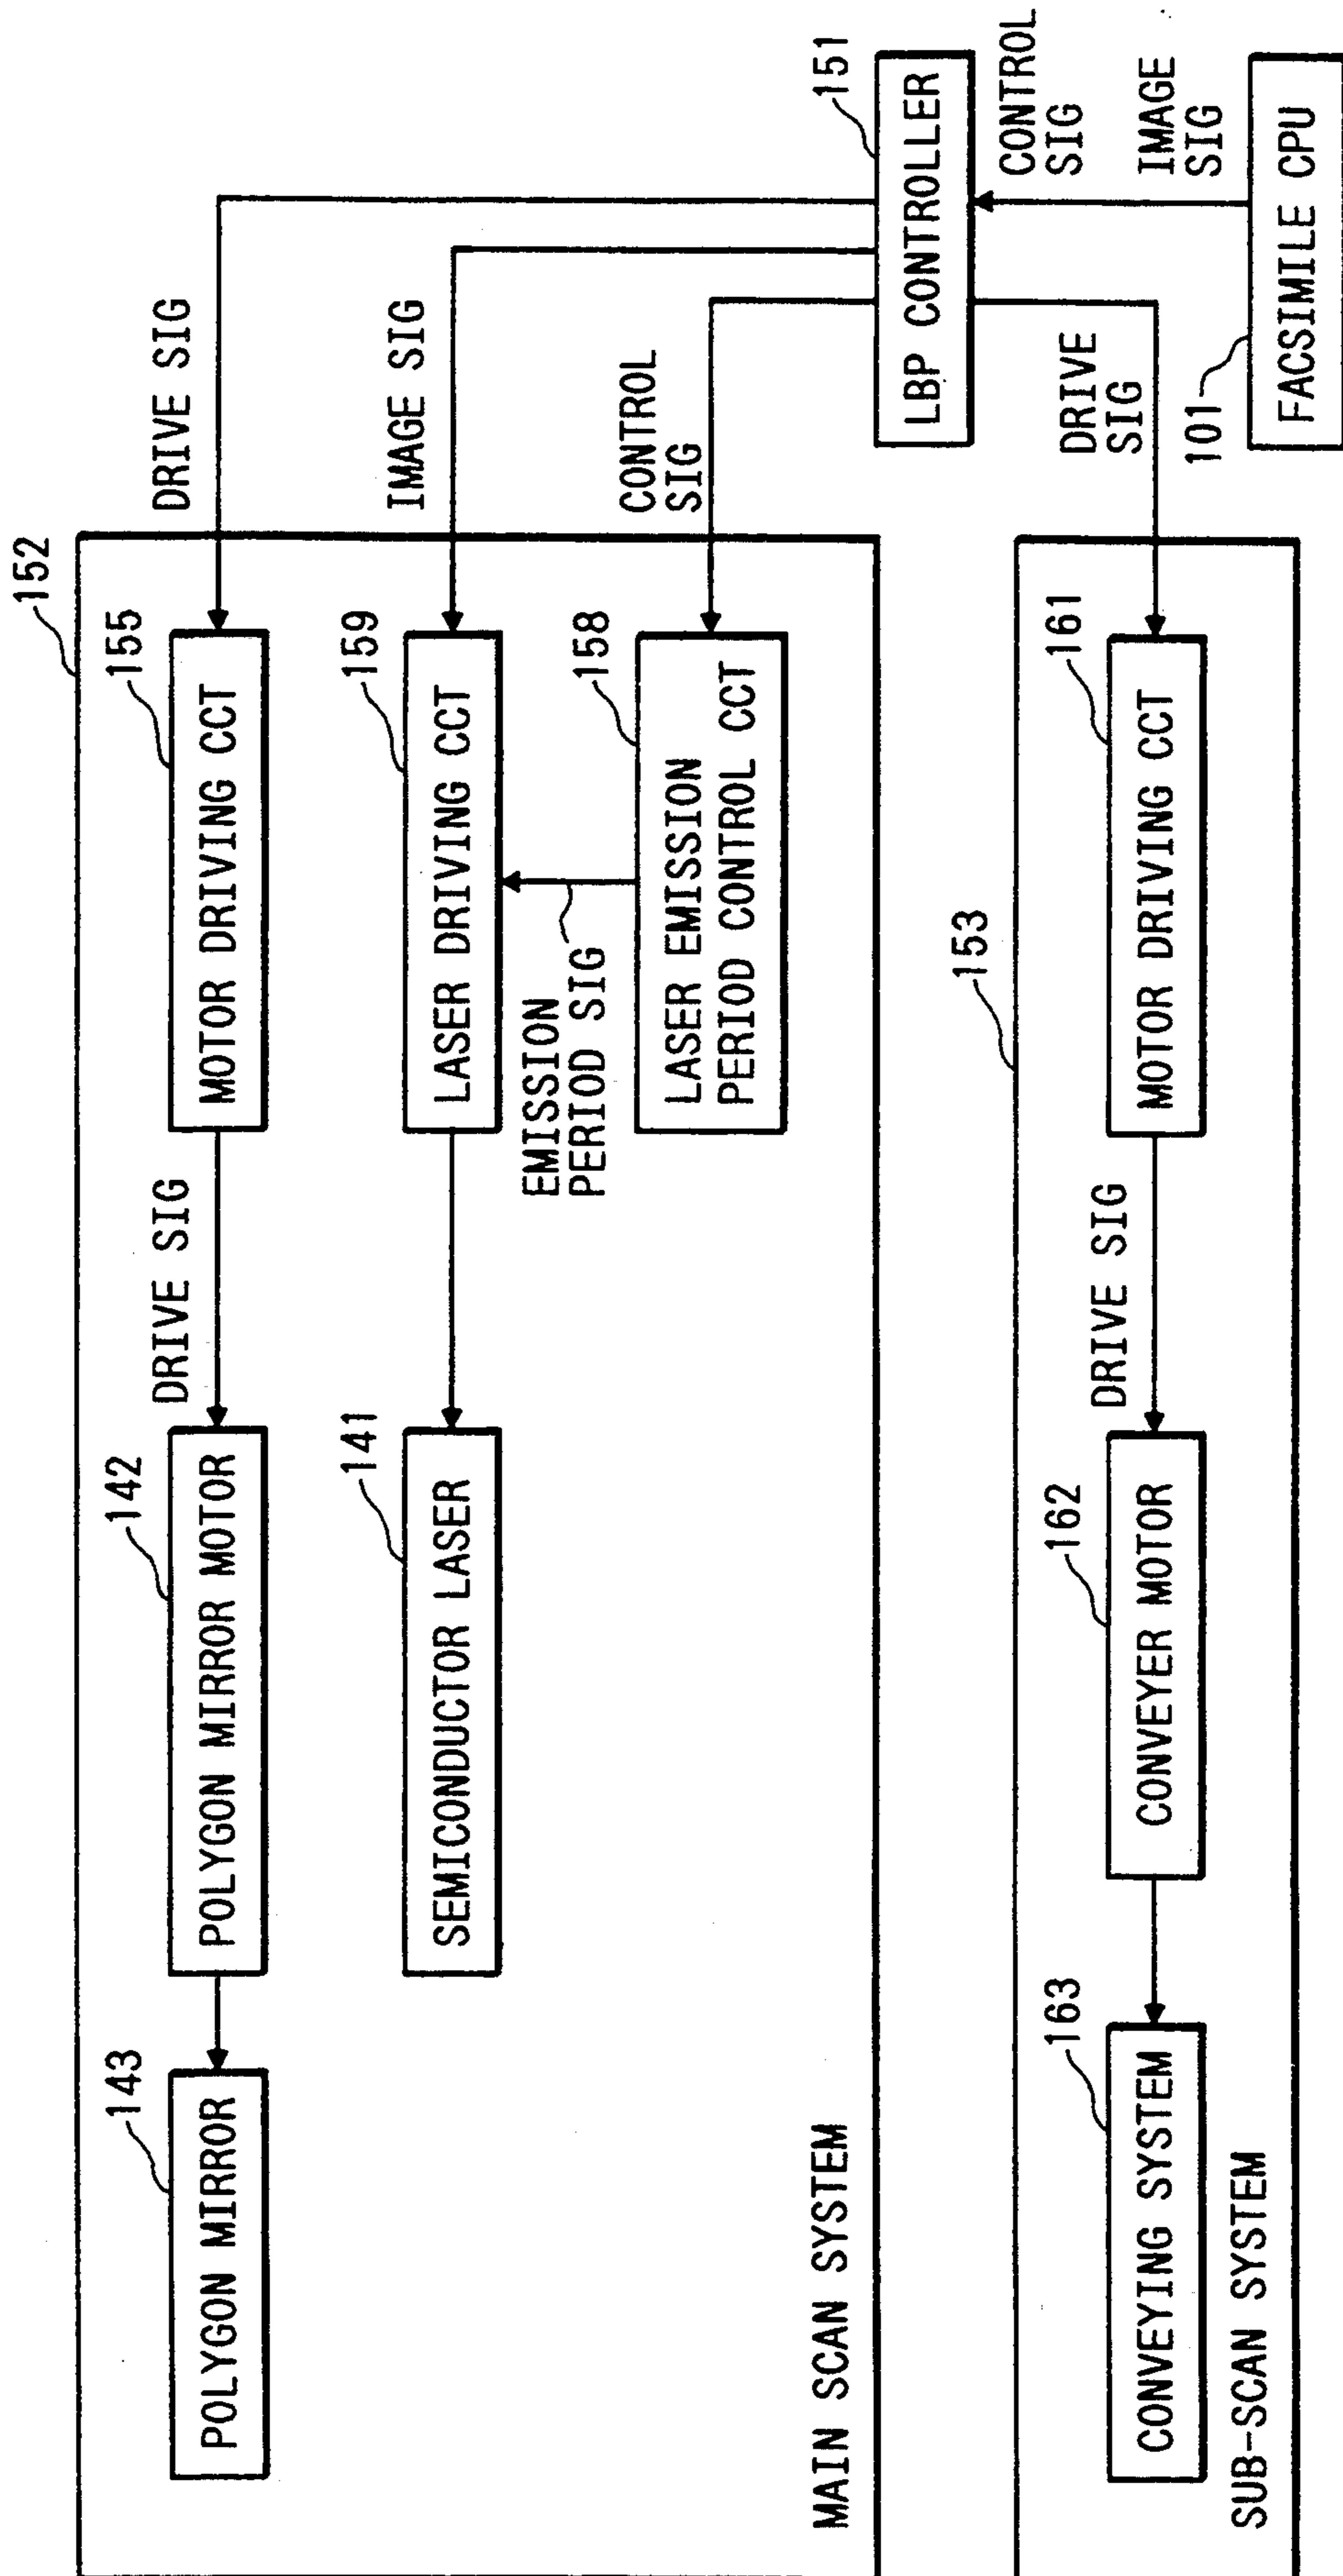 152
143
142
155
DRIVE SIG
DRIVE SIG
POLYGON MIRROR
POLYGON MIRROR MOTOR
MOTOR DRIVING CCT
141
159
IMAGE SIG
SEMICONDUCTOR LASER
LASER DRIVING CCT
EMISSION
PERIOD SIG
158
CONTROL
SIG
LASER EMISSION
PERIOD CONTROL CCT
MAIN SCAN SYSTEM
151
LBP CONTROLLER
153
CONTROL
SIG
163
162
161
DRIVE SIG
DRIVE
SIG
IMAGE
SIG
CONVEYING SYSTEM
CONVEYER MOTOR
MOTOR DRIVING CCT
101
SUB-SCAN SYSTEM
FACSIMILE CPU